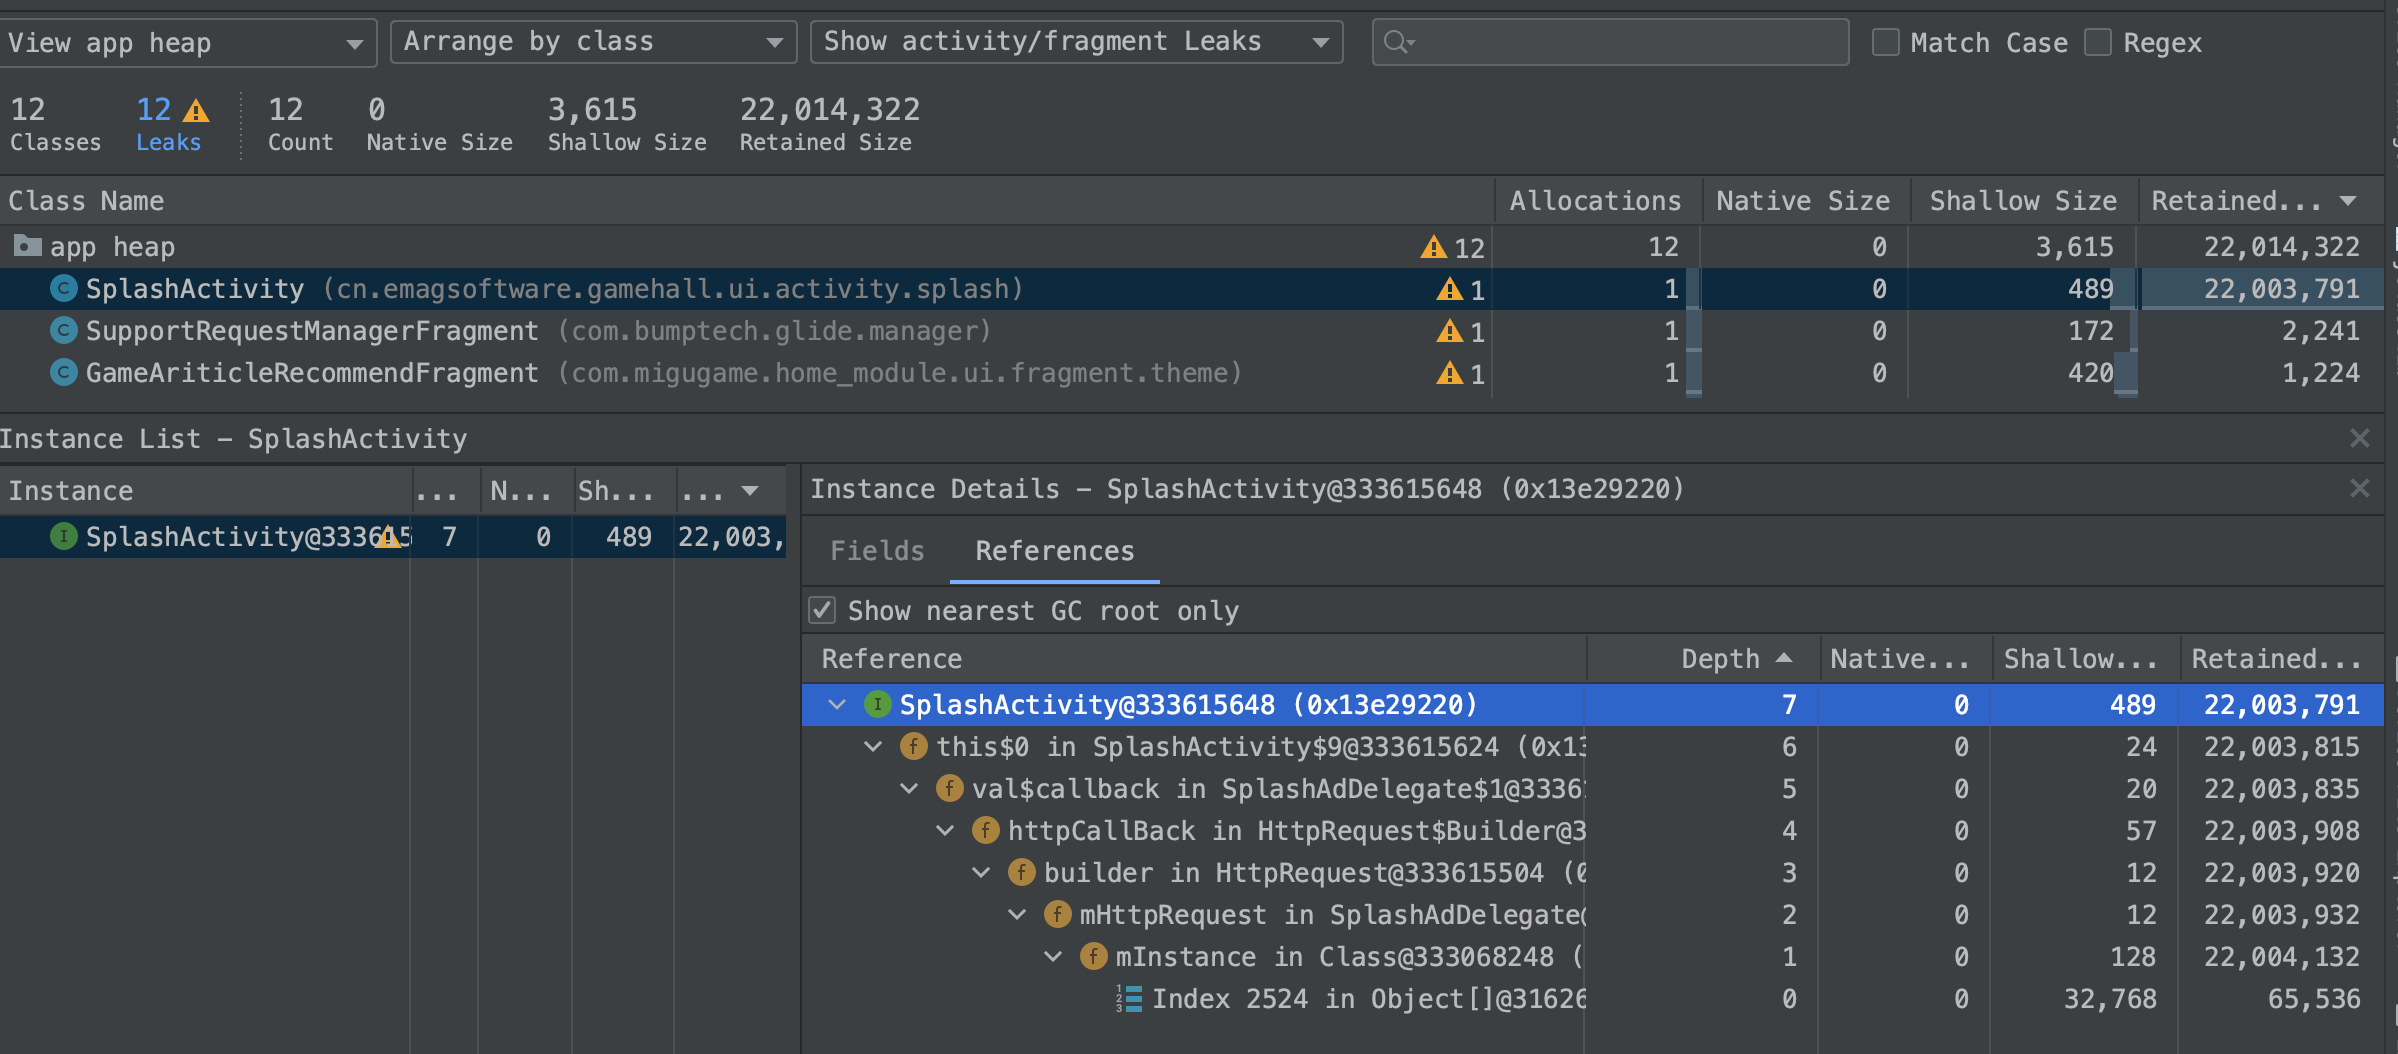 View app heap Arrange by class Show activity/fragment Leaks Match Case Regex
12 12 12 0 3,615 22,014,322
Classes Leaks Count Native Size Shallow Size Retained Size
Class Name Allocations Native Size Shallow Size Retained...
app heap 12 12 0 3,615 22,014,322
SplashActivity (cn.emagsoftware.gamehall.ui.activity.splash) 1 1 0 489 22,003,791
SupportRequestManagerFragment (com.bumptech.glide.manager) 1 1 0 172 2,241
GameAriticleRecommendFragment (com.migugame.home_module.ui.fragment.theme) 1 1 0 420 1,224
Instance List - SplashActivity
Instance ... N... Sh... ...
SplashActivity@333615 7 0 489 22,003,
Instance Details - SplashActivity@333615648 (0x13e29220)
Fields References
Show nearest GC root only
Reference Depth Native... Shallow... Retained...
SplashActivity@333615648 (0x13e29220) 7 0 489 22,003,791
this$0 in SplashActivity$9@333615624 (0x13 6 0 24 22,003,815
val$callback in SplashAdDelegate$1@3336 5 0 20 22,003,835
httpCallBack in HttpRequest$Builder@3 4 0 57 22,003,908
builder in HttpRequest@333615504 (0 3 0 12 22,003,920
mHttpRequest in SplashAdDelegate@ 2 0 12 22,003,932
mInstance in Class@333068248 ( 1 0 128 22,004,132
Index 2524 in Object[]@31626 0 0 32,768 65,536